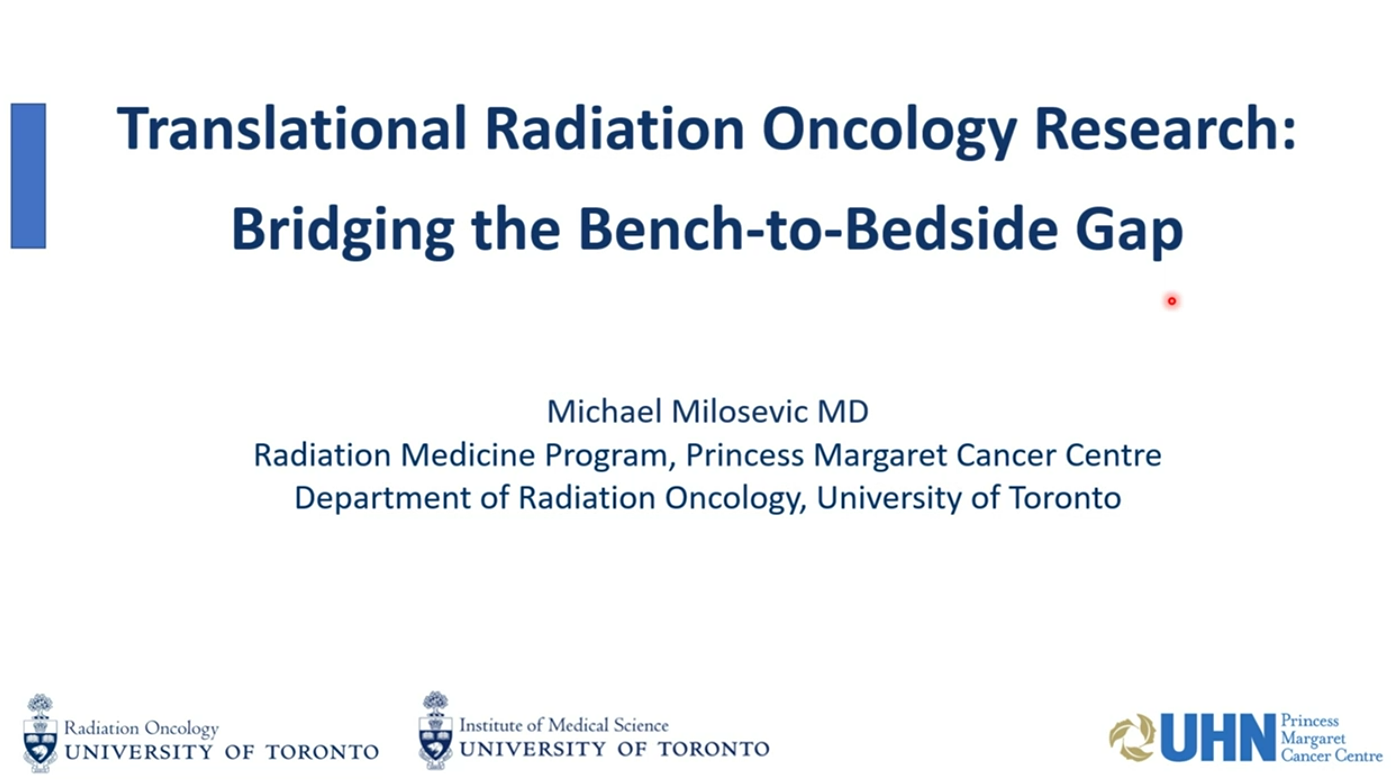 Translational Radiation Oncology Research:
Bridging the Bench-to-Bedside Gap
Michael Milosevic MD
Radiation Medicine Program, Princess Margaret Cancer Centre
Department of Radiation Oncology, University of Toronto
Radiation Oncology
UNIVERSITY OF TORONTO
Institute of Medical Science
UNIVERSITY OF TORONTO
UHN
Princess
Margaret
Cancer Centre